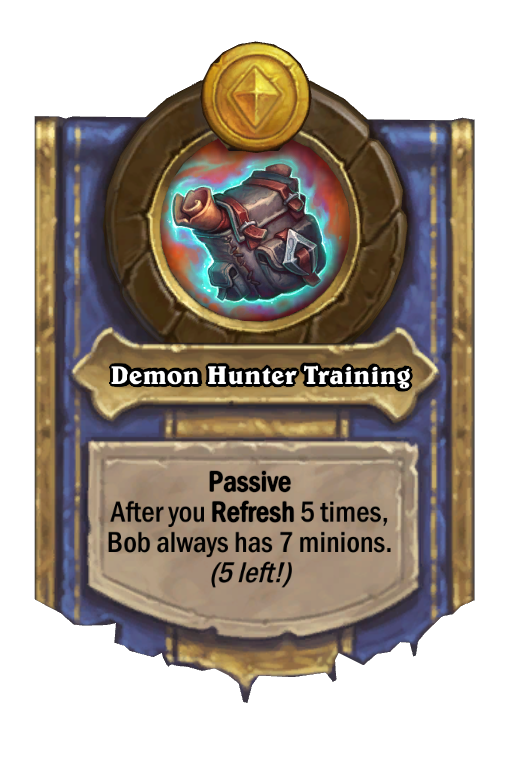 Demon Hunter Training
Passive
After you Refresh 5 times,
Bob always has 7 minions.
(5 left!)